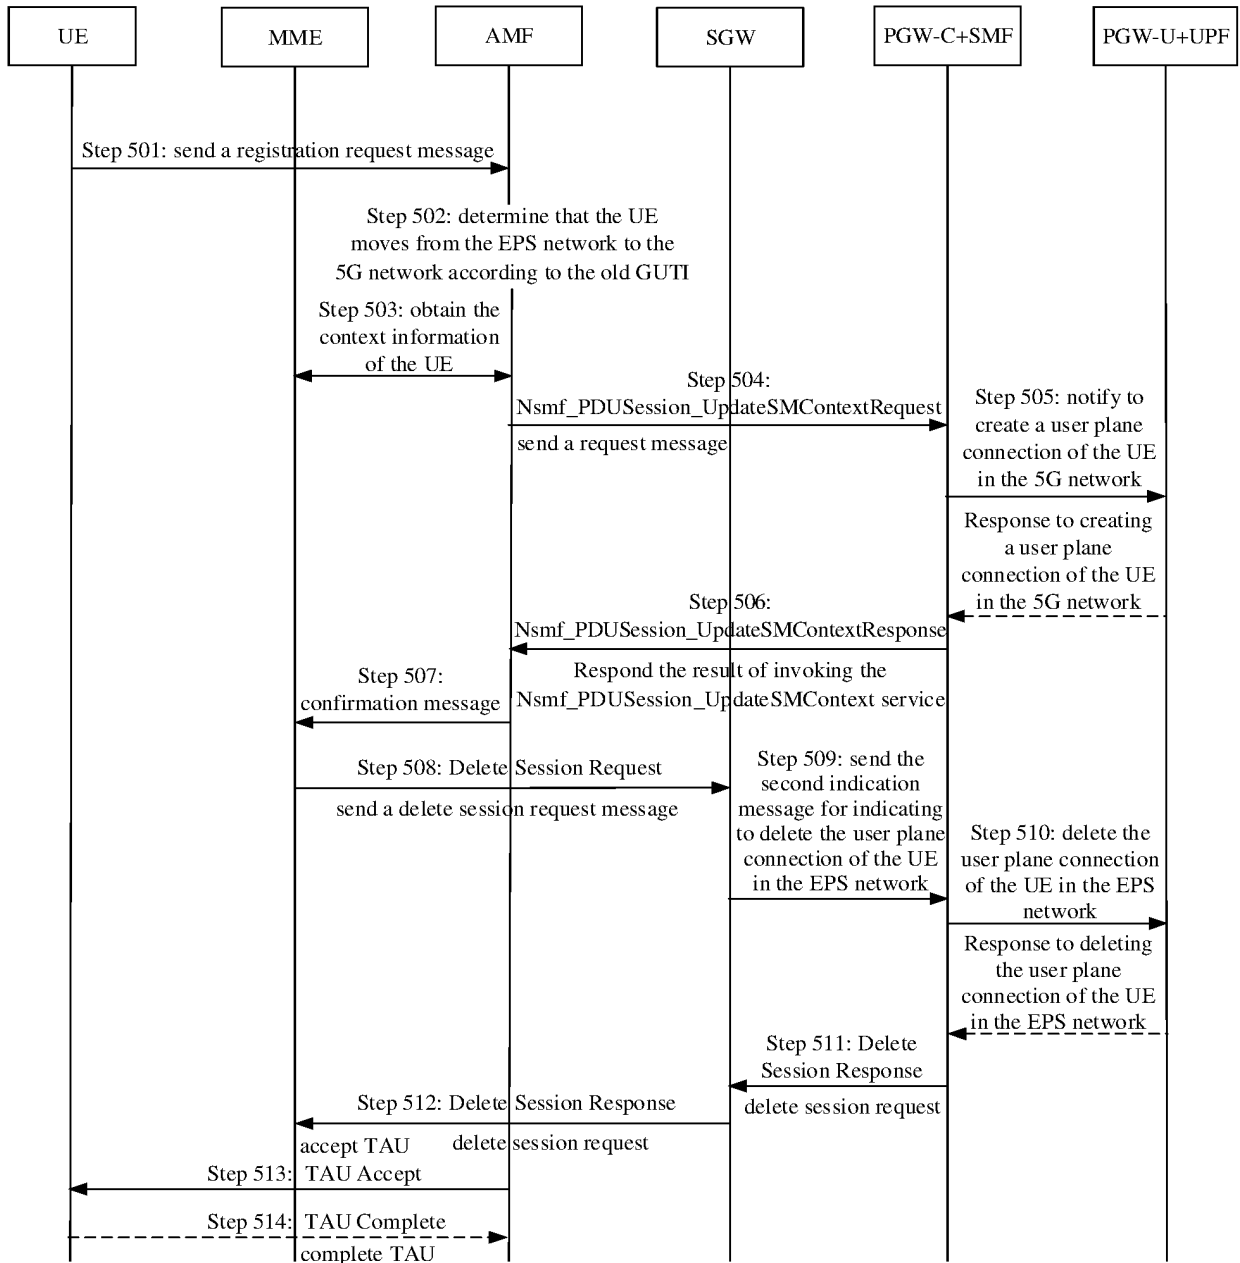 UE
MME
AMF
SGW
PGW-C+SMF
PGW-U+UPF
Step 501: send a registration request message
Step 502: determine that the UE
moves from the EPS network to the
5G network according to the old GUTI
Step 503: obtain the
context information
of the UE
Step 504:
Nsmf_PDUSession_UpdateSMContextRequest
send a request message
Step 505: notify to
create a user plane
connection of the UE
in the 5G network
Response to creating
a user plane
connection of the UE
in the 5G network
Step 506:
Nsmf_PDUSession_UpdateSMContextResponse
Respond the result of invoking the
Nsmf_PDUSession_UpdateSMContext service
Step 507:
confirmation message
Step 508: Delete Session Request
send a delete session request message
Step 509: send the
second indication
message for indicating
to delete the user plane
connection of the UE
in the EPS network
Step 510: delete the
user plane connection
of the UE in the EPS
network
Response to deleting
the user plane
connection of the UE
in the EPS network
Step 511: Delete
Session Response
delete session request
Step 512: Delete Session Response
delete session request
accept TAU
Step 513: TAU Accept
Step 514: TAU Complete
complete TAU